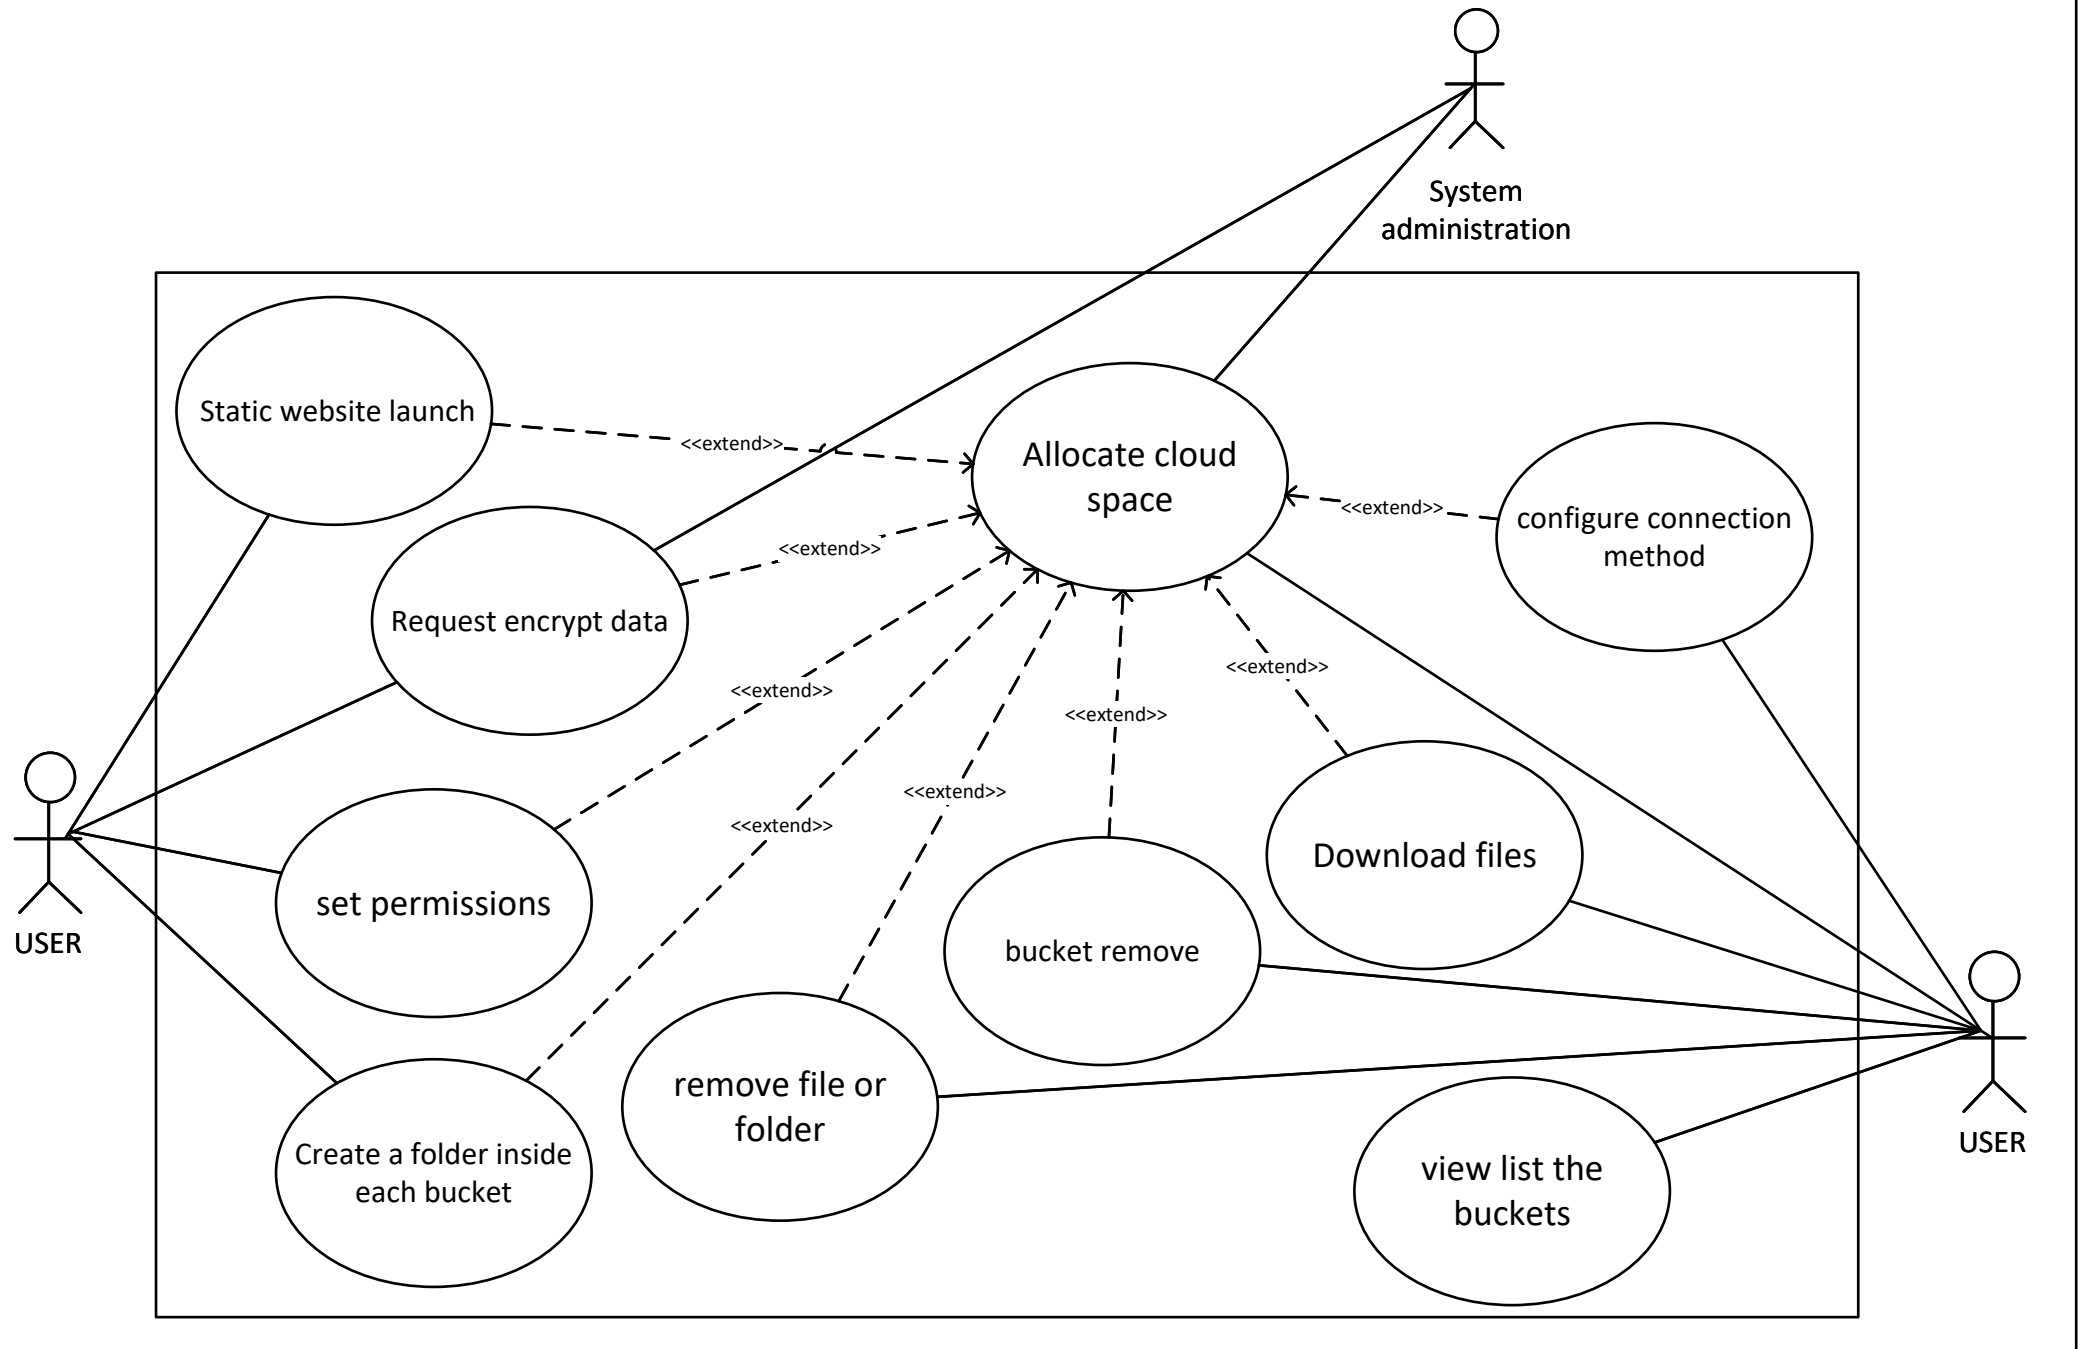 System
administration
Static website launch
<<extend>>
Allocate cloud
space
<<extend>>
configure connection
method
<<extend>>
Request encrypt data
<<extend>>
<<extend>>
<<extend>>
<<extend>>
<<extend>>
Download files
set permissions
USER
bucket remove
remove file or
folder
Create a folder inside
each bucket
view list the
buckets
USER